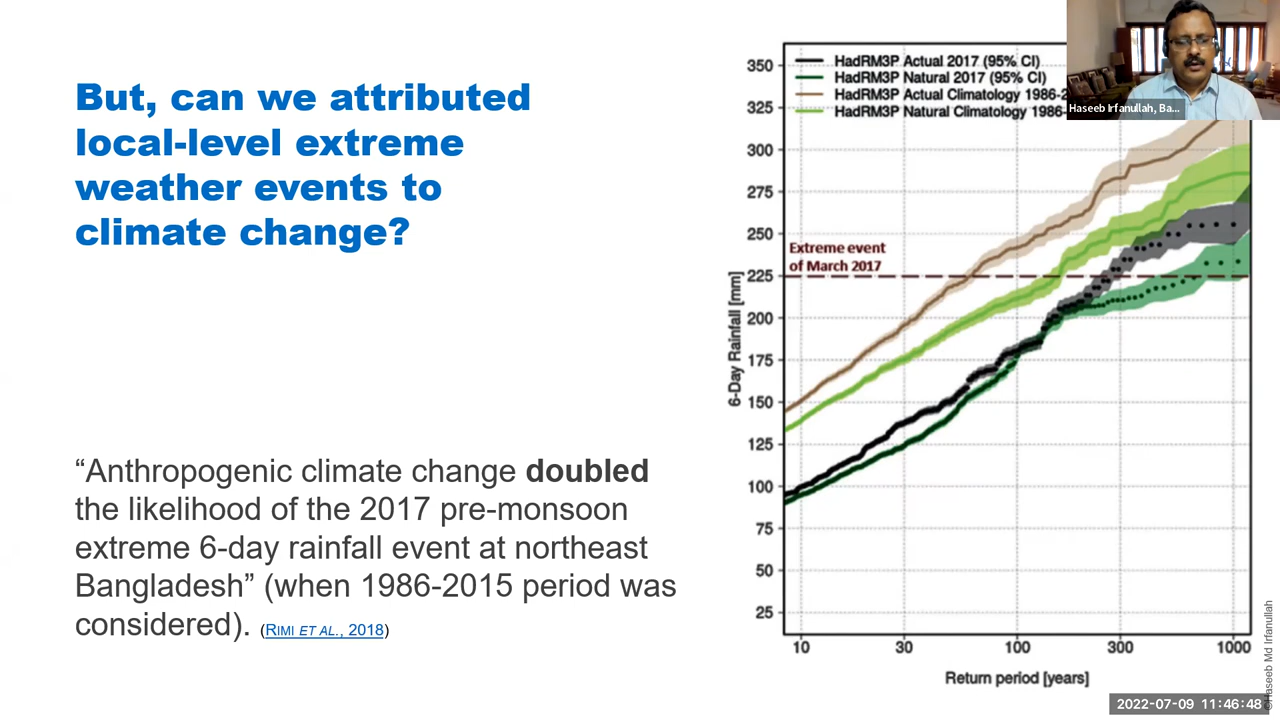 But, can we attributed
local-level extreme
weather events to
climate change?
“Anthropogenic climate change doubled
the likelihood of the 2017 pre-monsoon
extreme 6-day rainfall event at northeast
Bangladesh” (when 1986-2015 period was
considered). (RIMI ET AL., 2018)
HadRM3P Actual 2017 (95% CI)
HadRM3P Natural 2017 (95% CI)
HadRM3P Actual Climatology 1986-2
HadRM3P Natural Climatology 1986-
Extreme event
of March 2017
6-Day Rainfall [mm]
350
325
300
275
250
225
200
175
150
125
100
75
50
25
10 30 100 300 1000
Return period [years]
Haseeb Irfanullah, Ba...
©Haseeb Md Irfanullah
2022-07-09 11:46:48